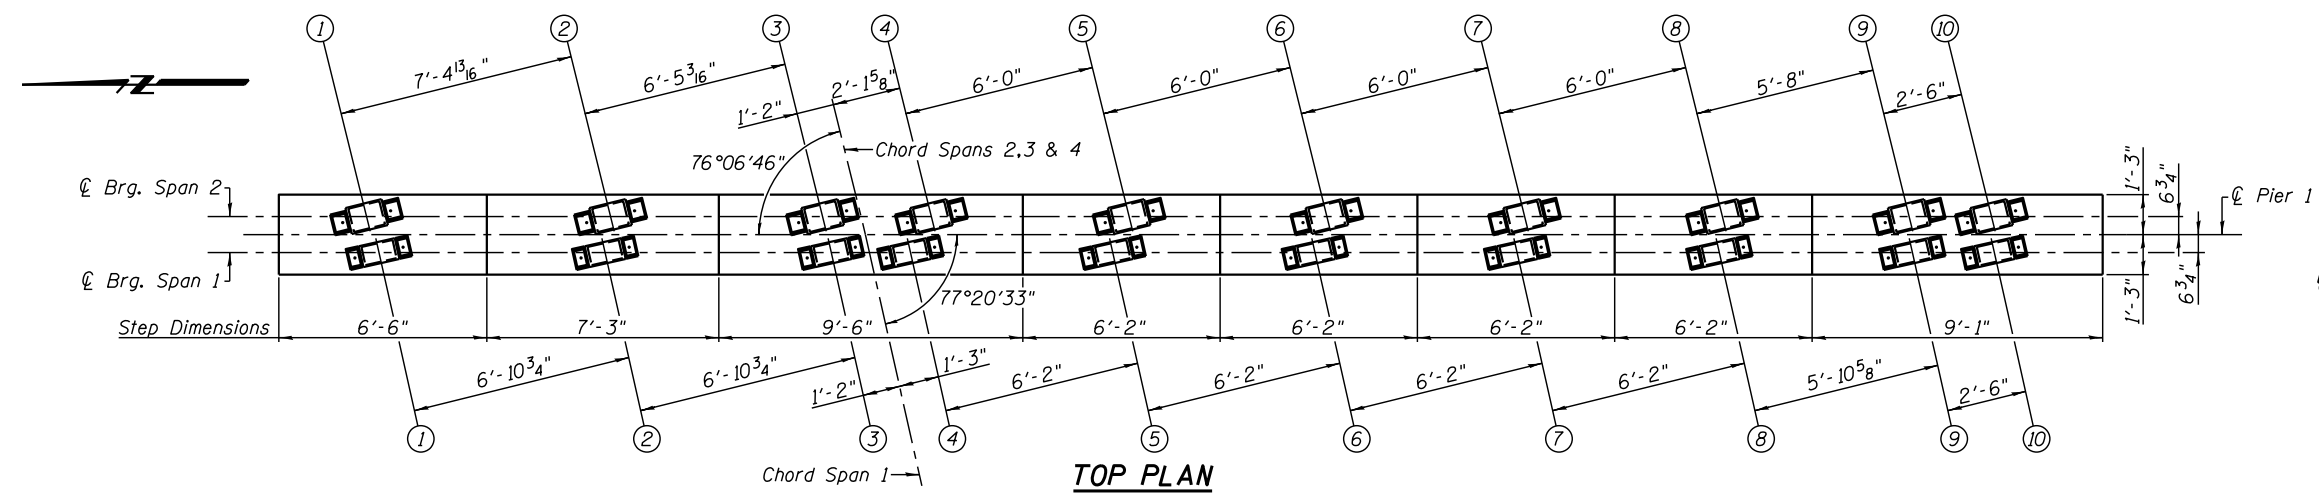 1 2 3 4 5 6 7 8 9 10
7'-4 13/16" 6'-5 3/16" 2'-1 5/8" 6'-0" 6'-0" 6'-0" 6'-0" 5'-8" 2'-6"
1'-2"
Z
76°06'46"
Chord Spans 2,3 & 4
℄ Brg. Span 2
℄ Brg. Span 1
1'-3"
6 3/4"
℄ Pier 1
1'-3"
6 3/4"
77°20'33"
Step Dimensions 6'-6" 7'-3" 9'-6" 6'-2" 6'-2" 6'-2" 6'-2" 9'-1"
6'-10 3/4" 6'-10 3/4" 1'-2" 1'-3" 6'-2" 6'-2" 6'-2" 6'-2" 5'-10 5/8" 2'-6"
1 2 3 4 5 6 7 8 9 10
Chord Span 1
TOP PLAN